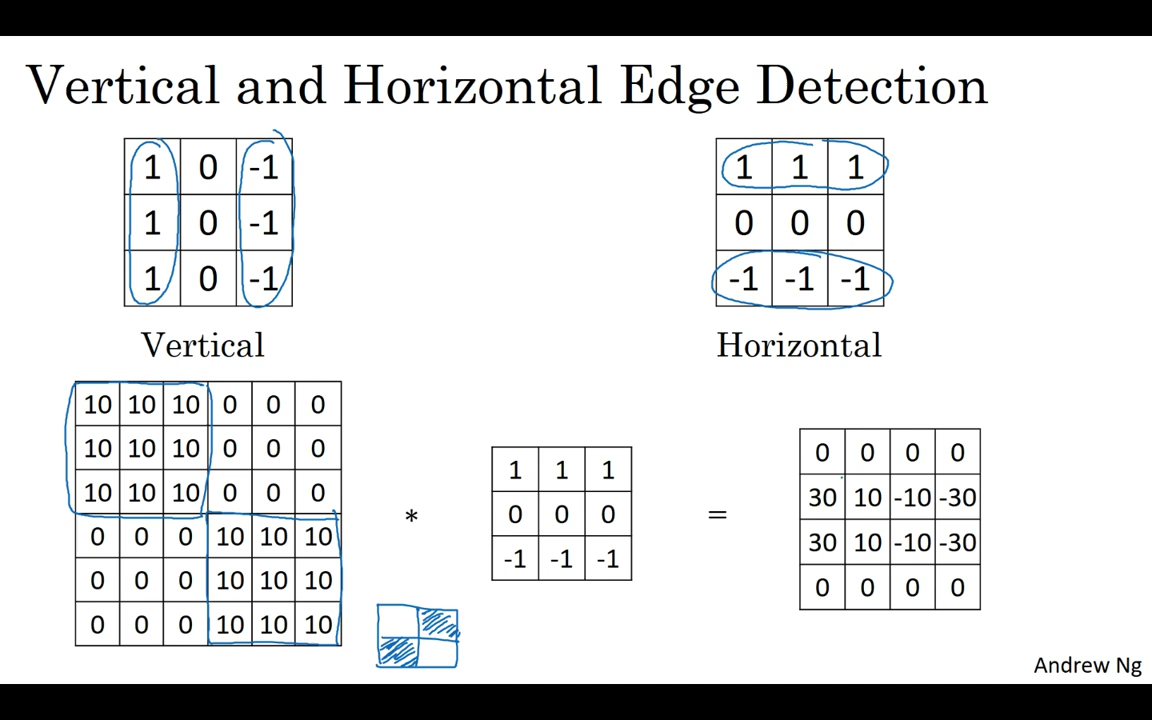 Vertical and Horizontal Edge Detection
1 0 -1
1 0 -1
1 0 -1
Vertical
1 1 1
0 0 0
-1 -1 -1
Horizontal
10 10 10 0 0 0
10 10 10 0 0 0
10 10 10 0 0 0
0 0 0 10 10 10
0 0 0 10 10 10
0 0 0 10 10 10
*
1 1 1
0 0 0
-1 -1 -1
=
0 0 0 0
30 10 -10 -30
30 10 -10 -30
0 0 0 0
Andrew Ng